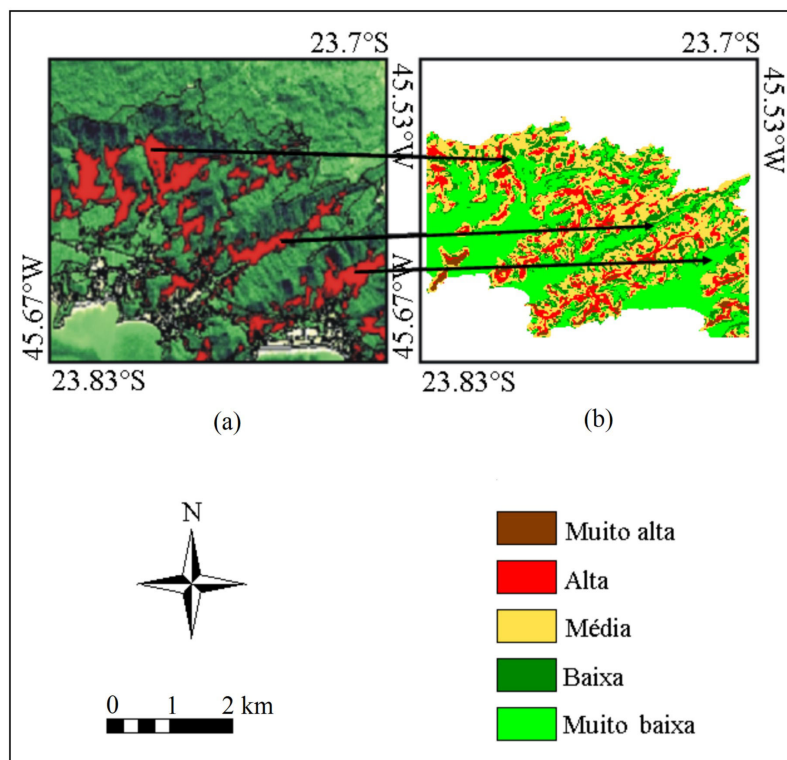 23.7°S
23.7°S
45.53°W
45.53°W
45.67°W
45.67°W
23.83°S
23.83°S
(a)
(b)
N
0 1 2 km
Muito alta
Alta
Média
Baixa
Muito baixa